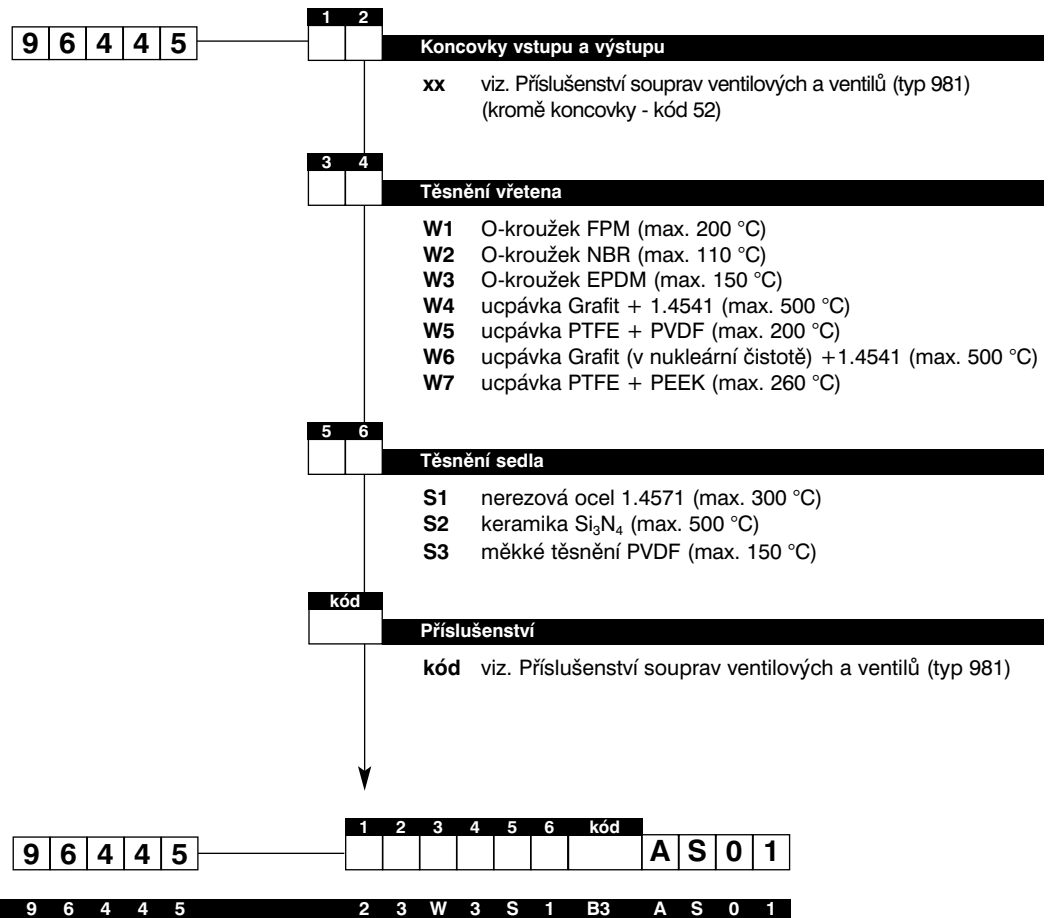 1 2
9 6 4 4 5
Koncovky vstupu a výstupu
xx viz. Příslušenství souprav ventilových a ventilů (typ 981)
(kromě koncovky - kód 52)
3 4
Těsnění vřetena
W1 O-kroužek FPM (max. 200 °C)
W2 O-kroužek NBR (max. 110 °C)
W3 O-kroužek EPDM (max. 150 °C)
W4 ucpávka Grafit + 1.4541 (max. 500 °C)
W5 ucpávka PTFE + PVDF (max. 200 °C)
W6 ucpávka Grafit (v nukleární čistotě) +1.4541 (max. 500 °C)
W7 ucpávka PTFE + PEEK (max. 260 °C)
5 6
Těsnění sedla
S1 nerezová ocel 1.4571 (max. 300 °C)
S2 keramika Si₃N₄ (max. 500 °C)
S3 měkké těsnění PVDF (max. 150 °C)
kód
Příslušenství
kód viz. Příslušenství souprav ventilových a ventilů (typ 981)
1 2 3 4 5 6 kód
9 6 4 4 5 A S 0 1
9 6 4 4 5 2 3 W 3 S 1 B3 A S 0 1